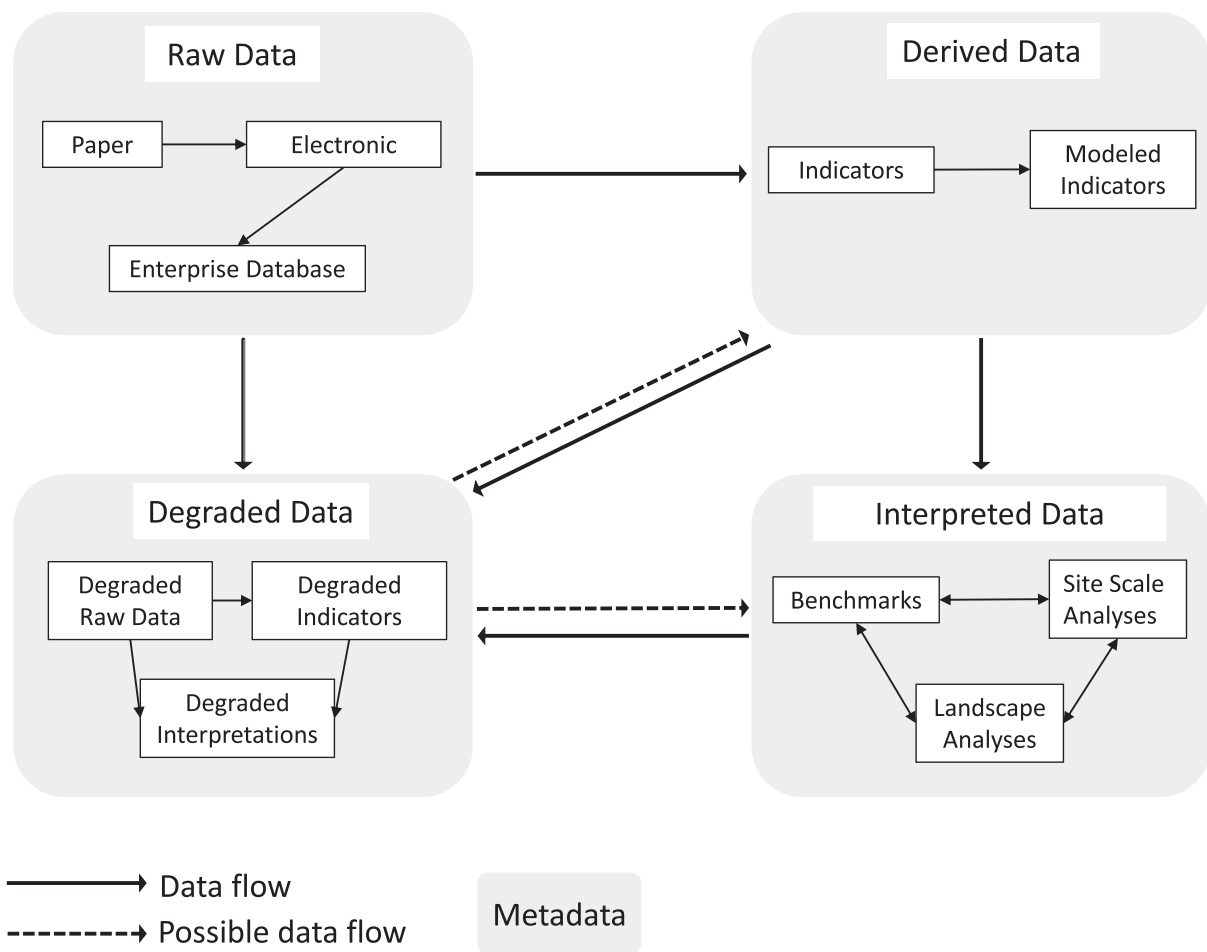 Raw Data
Paper
Electronic
Enterprise Database
Derived Data
Indicators
Modeled
Indicators
Degraded Data
Degraded
Raw Data
Degraded
Indicators
Degraded
Interpretations
Interpreted Data
Benchmarks
Site Scale
Analyses
Landscape
Analyses
Data flow
Possible data flow
Metadata